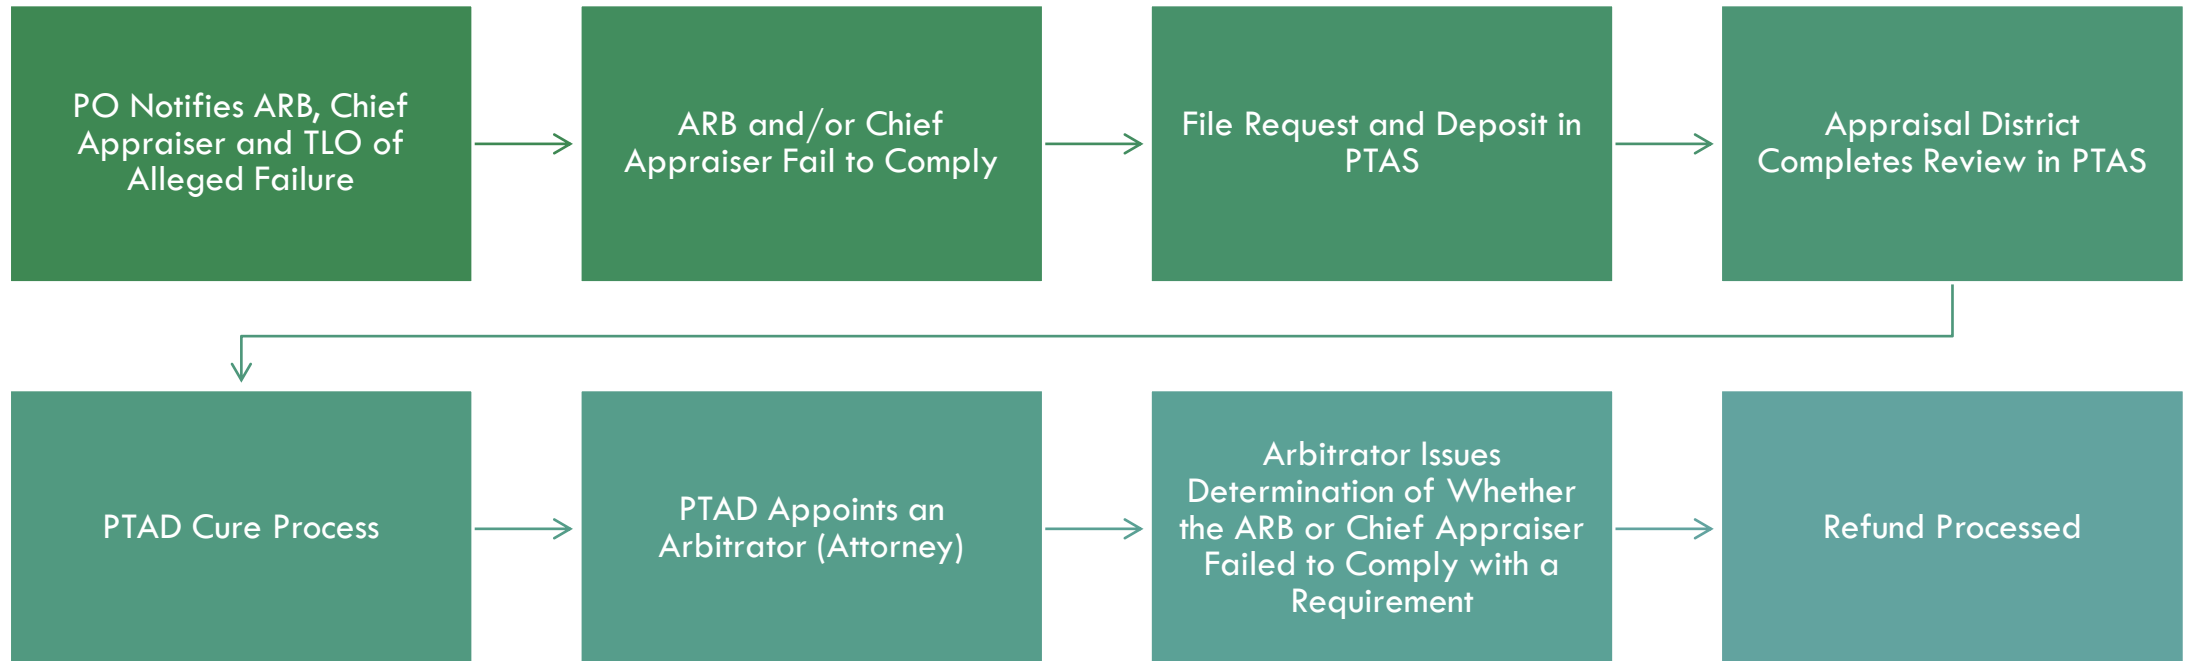 PO Notifies ARB, Chief
Appraiser and TLO of
Alleged Failure
ARB and/or Chief
Appraiser Fail to Comply
File Request and Deposit in
PTAS
Appraisal District
Completes Review in PTAS
PTAD Cure Process
PTAD Appoints an
Arbitrator (Attorney)
Arbitrator Issues
Determination of Whether
the ARB or Chief Appraiser
Failed to Comply with a
Requirement
Refund Processed